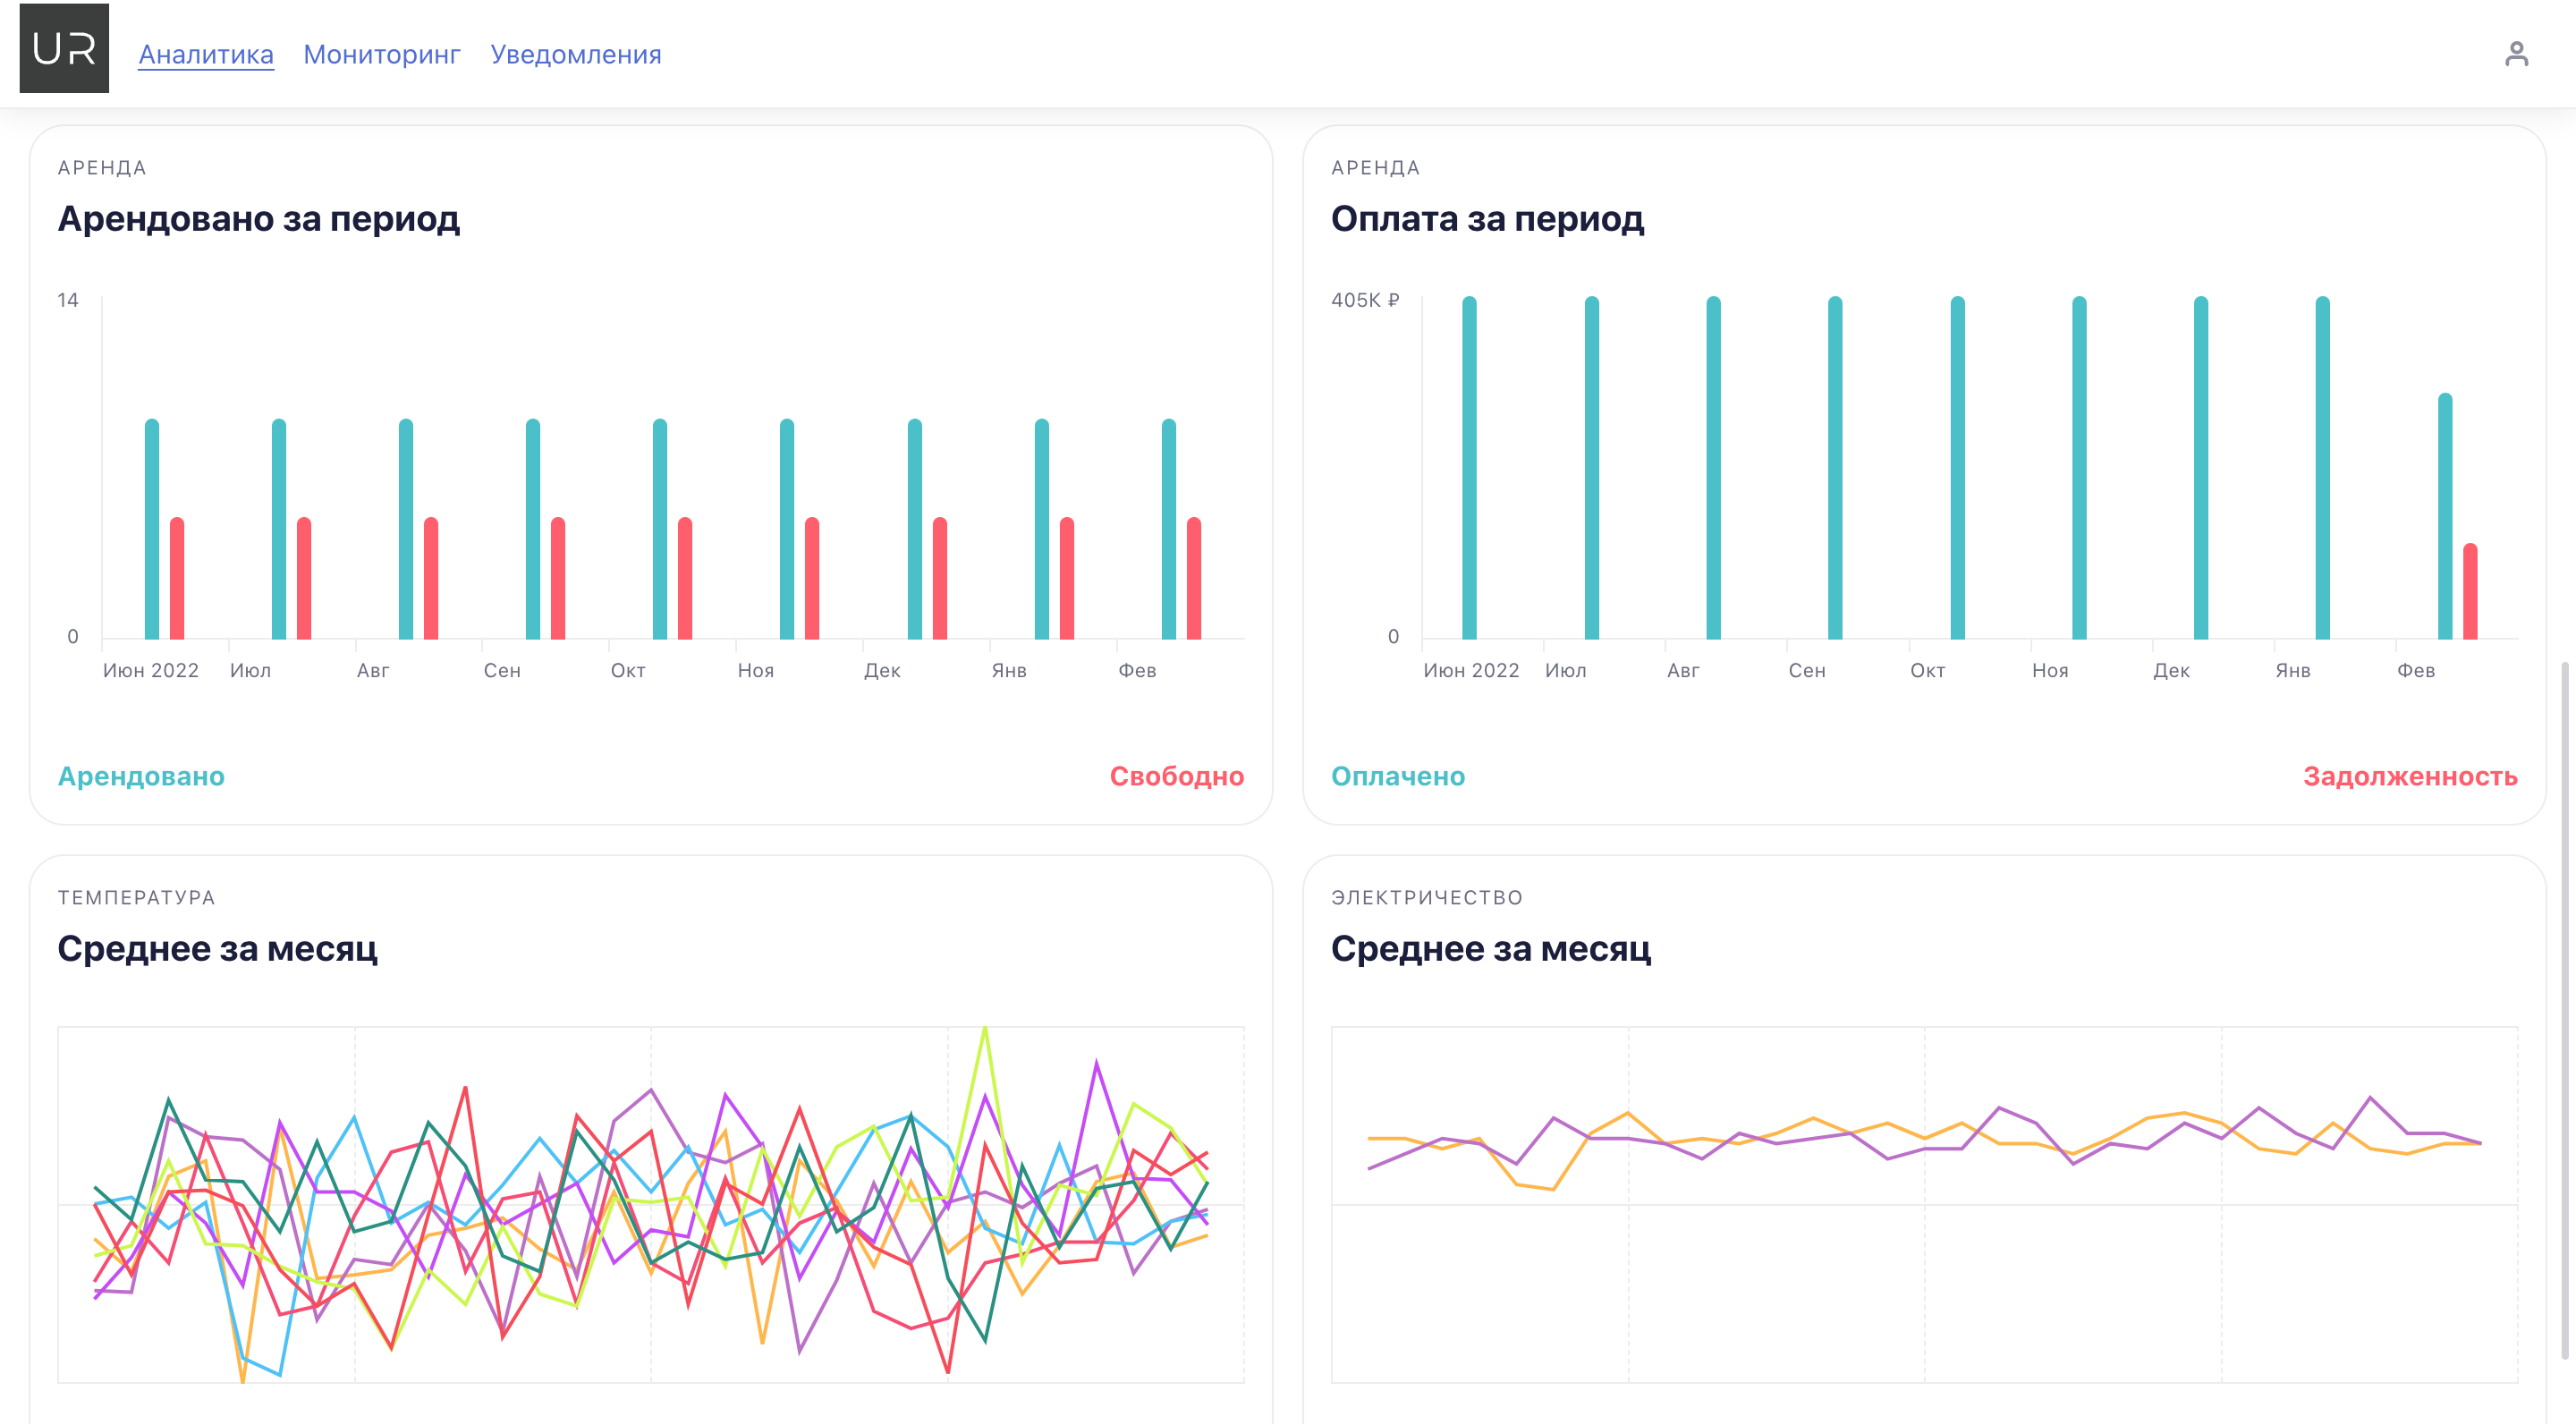 UR
Аналитика Мониторинг Уведомления
АРЕНДА
Арендовано за период
14
0
Июн 2022 Июл Авг Сен Окт Ноя Дек Янв Фев
Арендовано Свободно
АРЕНДА
Оплата за период
405K ₽
0
Июн 2022 Июл Авг Сен Окт Ноя Дек Янв Фев
Оплачено Задолженность
ТЕМПЕРАТУРА
Среднее за месяц
ЭЛЕКТРИЧЕСТВО
Среднее за месяц